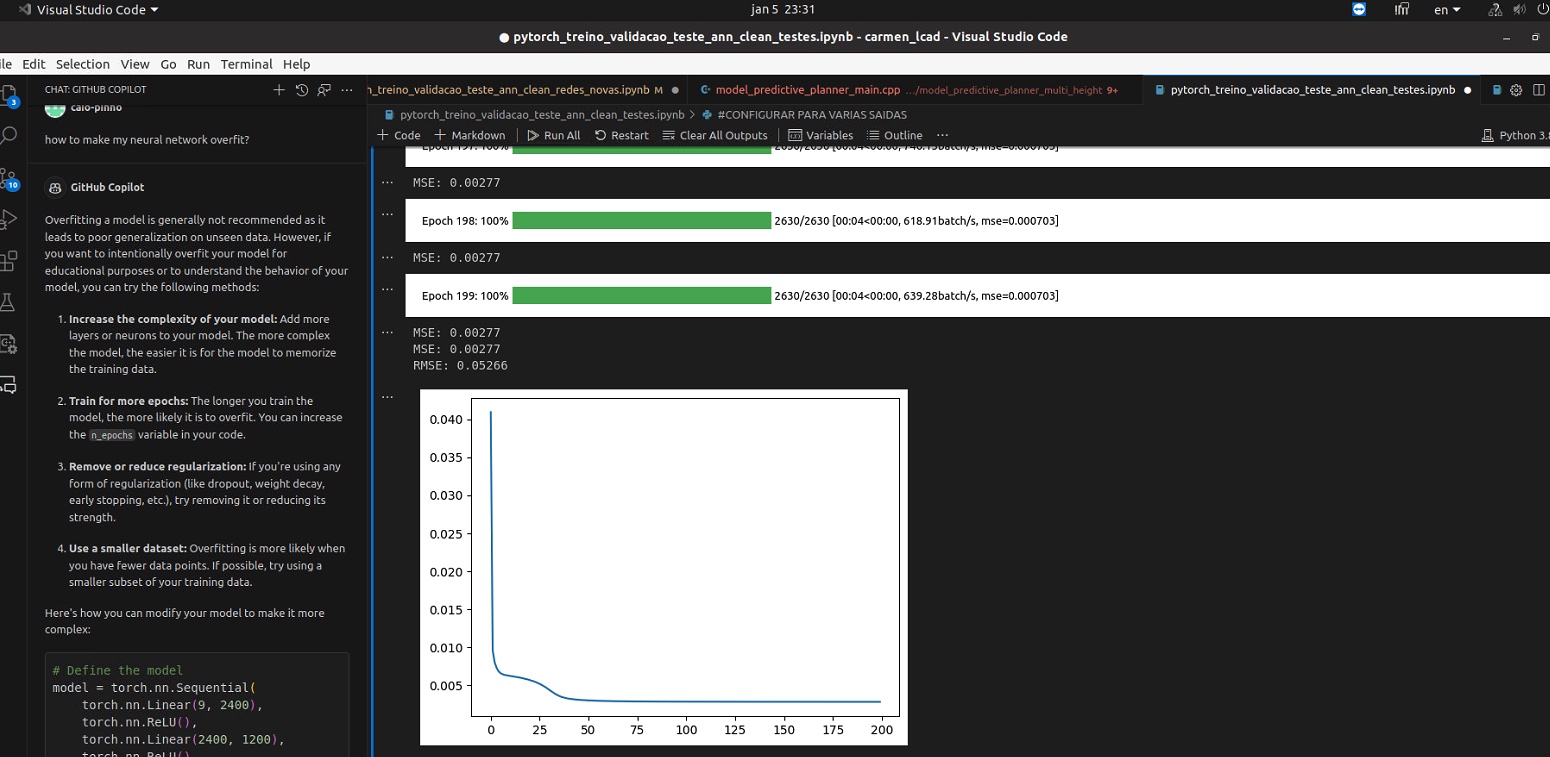 Visual Studio Code
jan 5 23:31
en
pytorch_treino_validacao_teste_ann_clean_testes.ipynb - carmen_lcad - Visual Studio Code
ile Edit Selection View Go Run Terminal Help
CHAT: GITHUB COPILOT
n_treino_validacao_teste_ann_clean_redes_novas.ipynb M
model_predictive_planner_main.cpp .../model_predictive_planner_multi_height 9+
pytorch_treino_validacao_teste_ann_clean_testes.ipynb
caio-pinho
pytorch_treino_validacao_teste_ann_clean_testes.ipynb > #CONFIGURAR PARA VARIAS SAIDAS
+ Code + Markdown Run All Restart Clear All Outputs Variables Outline ...
Python 3.8
3
10
how to make my neural network overfit?
GitHub Copilot
Overfitting a model is generally not recommended as it
leads to poor generalization on unseen data. However, if
you want to intentionally overfit your model for
educational purposes or to understand the behavior of your
model, you can try the following methods:
1. Increase the complexity of your model: Add more
layers or neurons to your model. The more complex
the model, the easier it is for the model to memorize
the training data.
2. Train for more epochs: The longer you train the
model, the more likely it is to overfit. You can increase
the n_epochs variable in your code.
3. Remove or reduce regularization: If you're using any
form of regularization (like dropout, weight decay,
early stopping, etc.), try removing it or reducing its
strength.
4. Use a smaller dataset: Overfitting is more likely when
you have fewer data points. If possible, try using a
smaller subset of your training data.
Here's how you can modify your model to make it more
complex:
# Define the model
model = torch.nn.Sequential(
torch.nn.Linear(9, 2400),
torch.nn.ReLU(),
torch.nn.Linear(2400, 1200),
torch.nn.ReLU()
Epoch 197: 100% 2630/2630 [00:04<00:00, 740.15batch/s, mse=0.000703]
MSE: 0.00277
Epoch 198: 100% 2630/2630 [00:04<00:00, 618.91batch/s, mse=0.000703]
MSE: 0.00277
Epoch 199: 100% 2630/2630 [00:04<00:00, 639.28batch/s, mse=0.000703]
MSE: 0.00277
MSE: 0.00277
RMSE: 0.05266
0.040
0.035
0.030
0.025
0.020
0.015
0.010
0.005
0 25 50 75 100 125 150 175 200